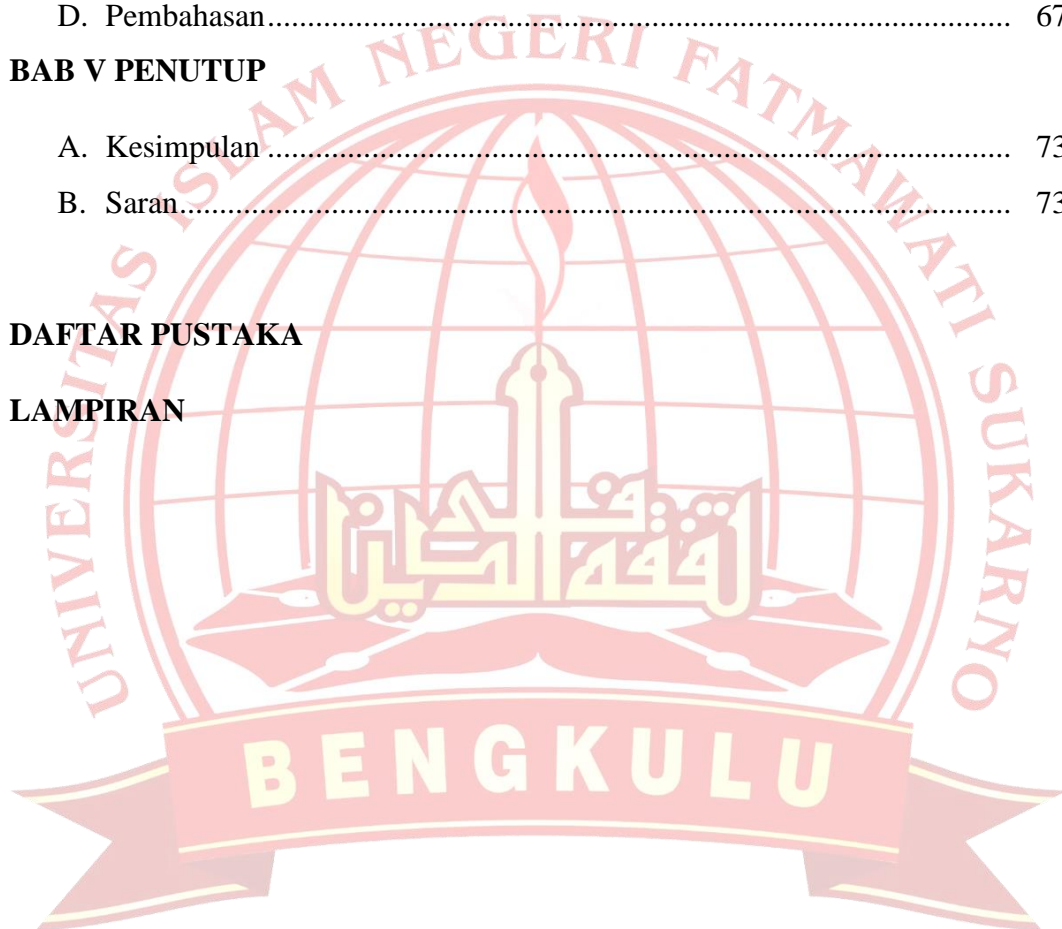 D. Pembahasan.................................................................................... 67
BAB V PENUTUP
A. Kesimpulan .................................................................................... 73
B. Saran.............................................................................................. 73
DAFTAR PUSTAKA
LAMPIRAN
UNIVERSITAS ISLAM NEGERI FATMAWATI SUKARNO
BENGKULU